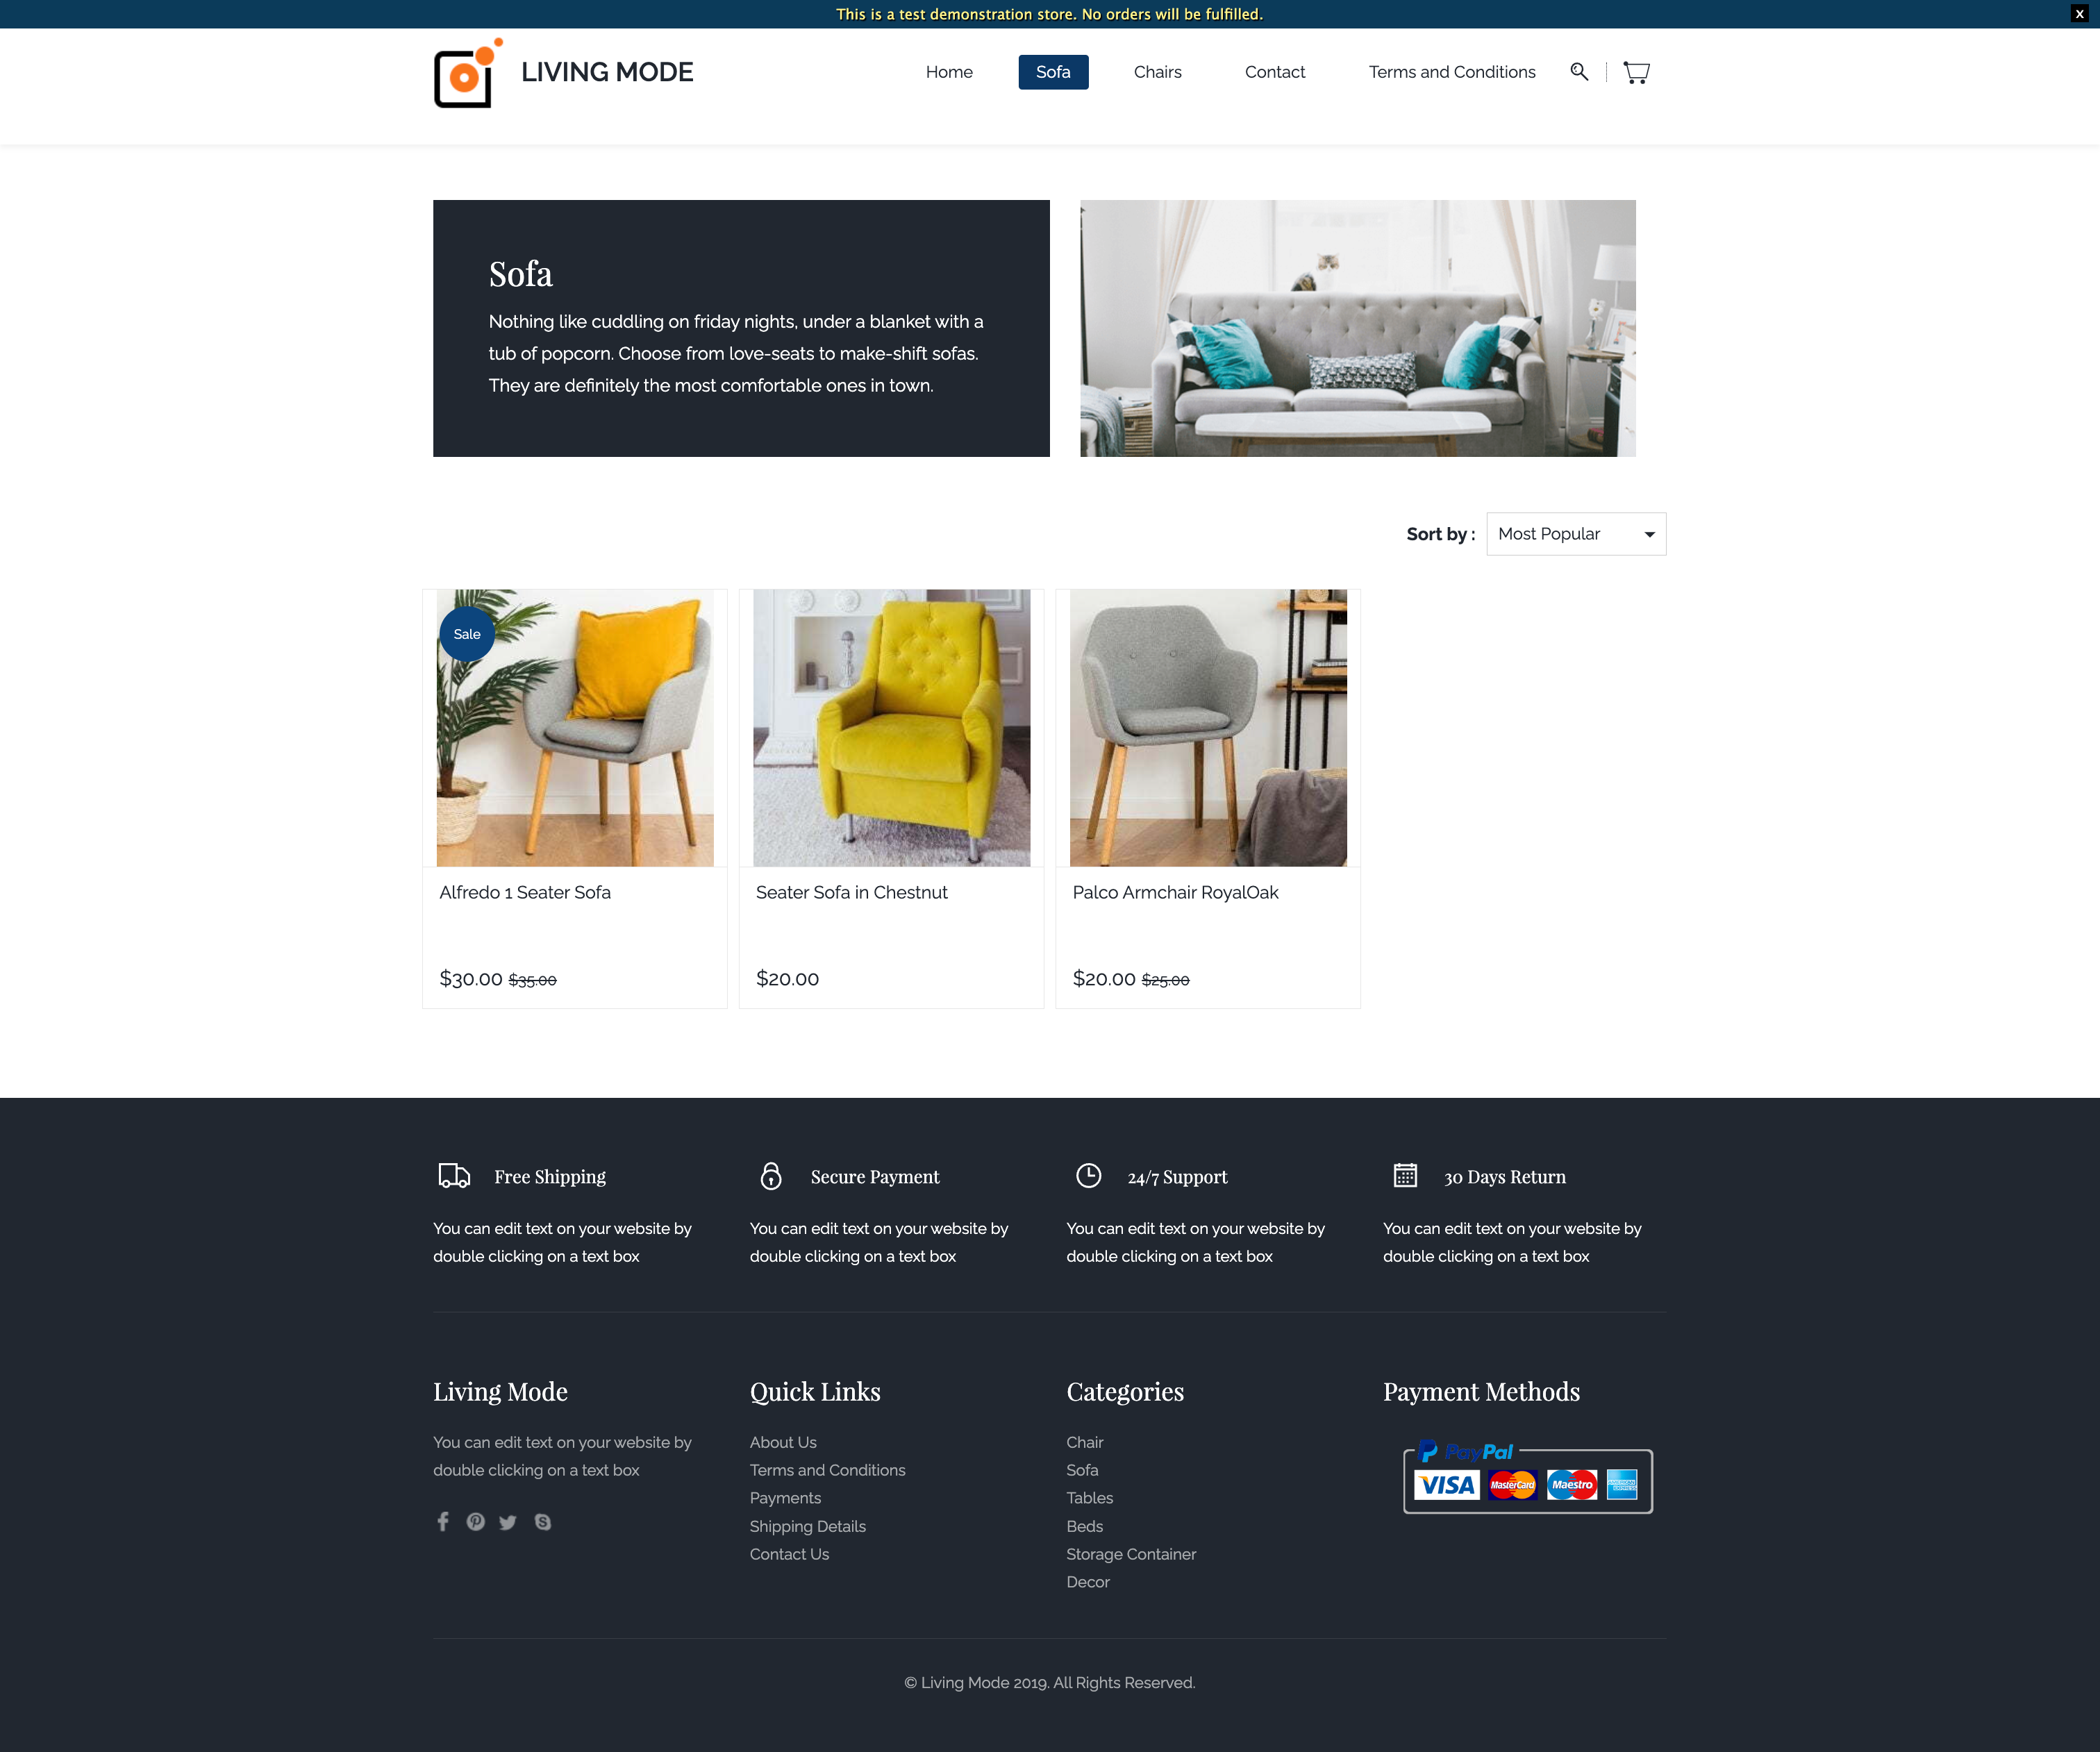 This is a test demonstration store. No orders will be fulfilled.
X
LIVING MODE
Home
Sofa
Chairs
Contact
Terms and Conditions
Sofa
Nothing like cuddling on friday nights, under a blanket with a
tub of popcorn. Choose from love-seats to make-shift sofas.
They are definitely the most comfortable ones in town.
Sort by :
Most Popular
Sale
Alfredo 1 Seater Sofa
$30.00 $35.00
Seater Sofa in Chestnut
$20.00
Palco Armchair RoyalOak
$20.00 $25.00
Free Shipping
You can edit text on your website by
double clicking on a text box
Secure Payment
You can edit text on your website by
double clicking on a text box
24/7 Support
You can edit text on your website by
double clicking on a text box
30 Days Return
You can edit text on your website by
double clicking on a text box
Living Mode
You can edit text on your website by
double clicking on a text box
Quick Links
About Us
Terms and Conditions
Payments
Shipping Details
Contact Us
Categories
Chair
Sofa
Tables
Beds
Storage Container
Decor
Payment Methods
PayPal
VISA
MasterCard
Maestro
AMERICAN EXPRESS
© Living Mode 2019. All Rights Reserved.